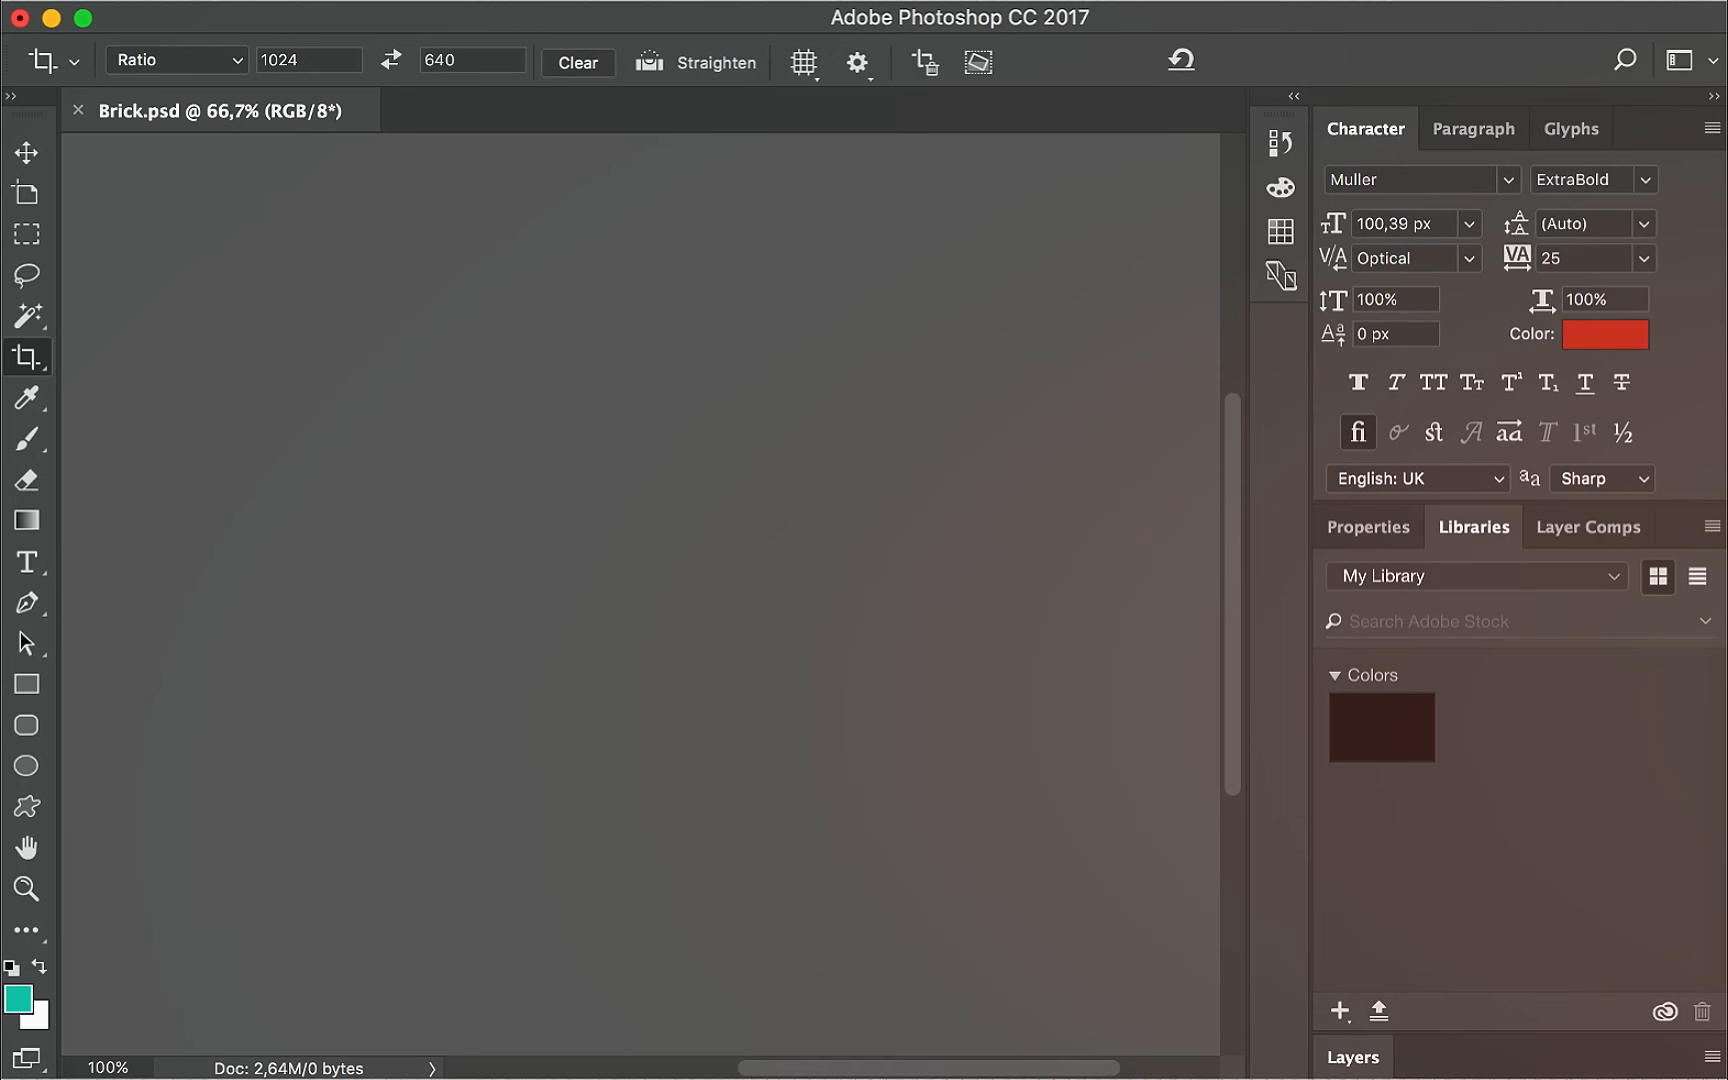 Adobe Photoshop CC 2017
Ratio 1024 640 Clear Straighten
Brick.psd @ 66,7% (RGB/8*)
Character Paragraph Glyphs
Muller ExtraBold
100,39 px (Auto)
Optical 25
100% 100%
0 px Color:
English: UK Sharp
Properties Libraries Layer Comps
My Library
Search Adobe Stock
Colors
100% Doc: 2,64M/0 bytes
Layers